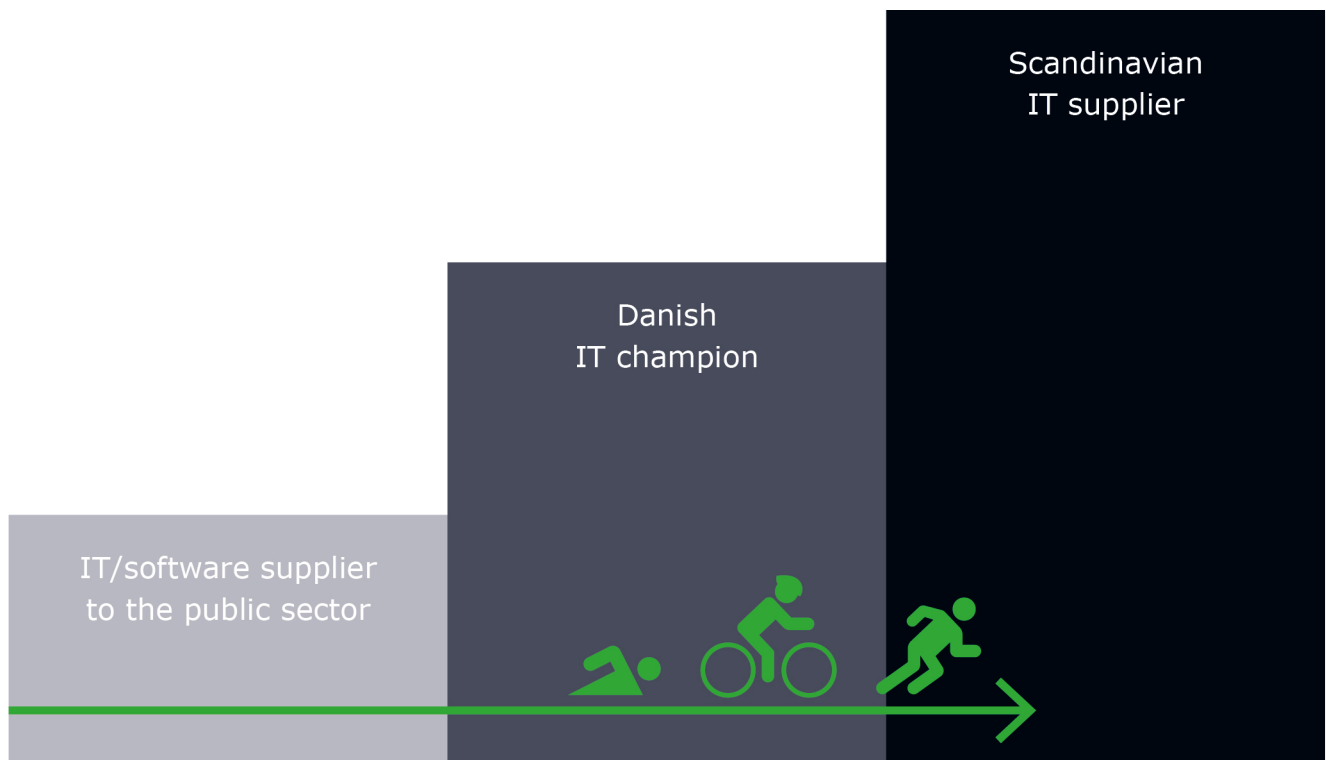 Scandinavian
IT supplier
Danish
IT champion
IT/software supplier
to the public sector